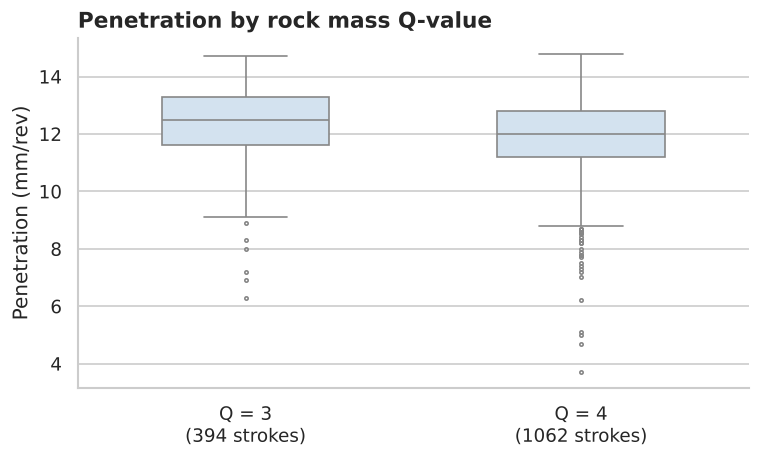 Penetration by rock mass Q-value
Penetration (mm/rev)
14
12
10
8
6
4
Q = 3
(394 strokes)
Q = 4
(1062 strokes)